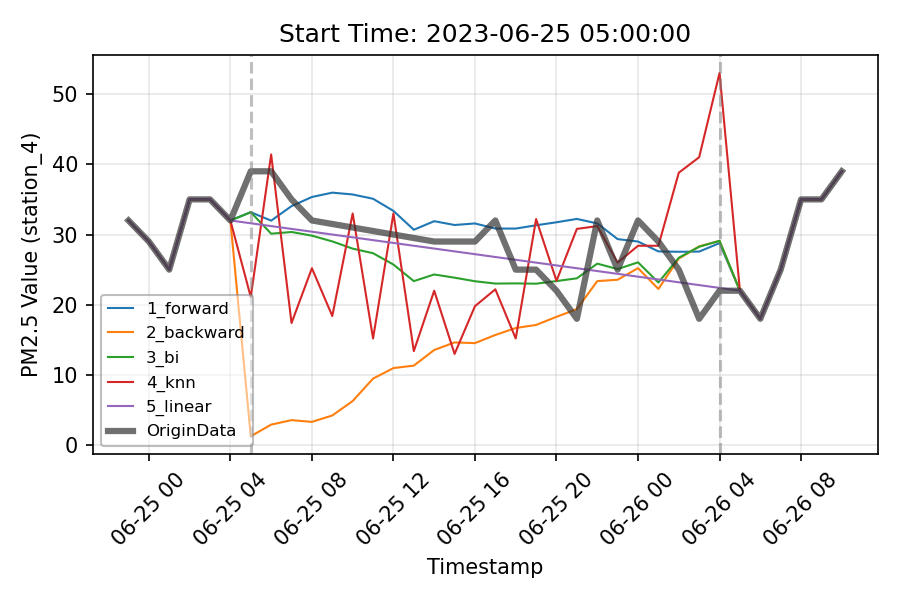 Start Time: 2023-06-25 05:00:00
PM2.5 Value (station_4)
50
40
30
20
10
0
1_forward
2_backward
3_bi
4_knn
5_linear
OriginData
06-25 00
06-25 04
06-25 08
06-25 12
06-25 16
06-25 20
06-26 00
06-26 04
06-26 08
Timestamp